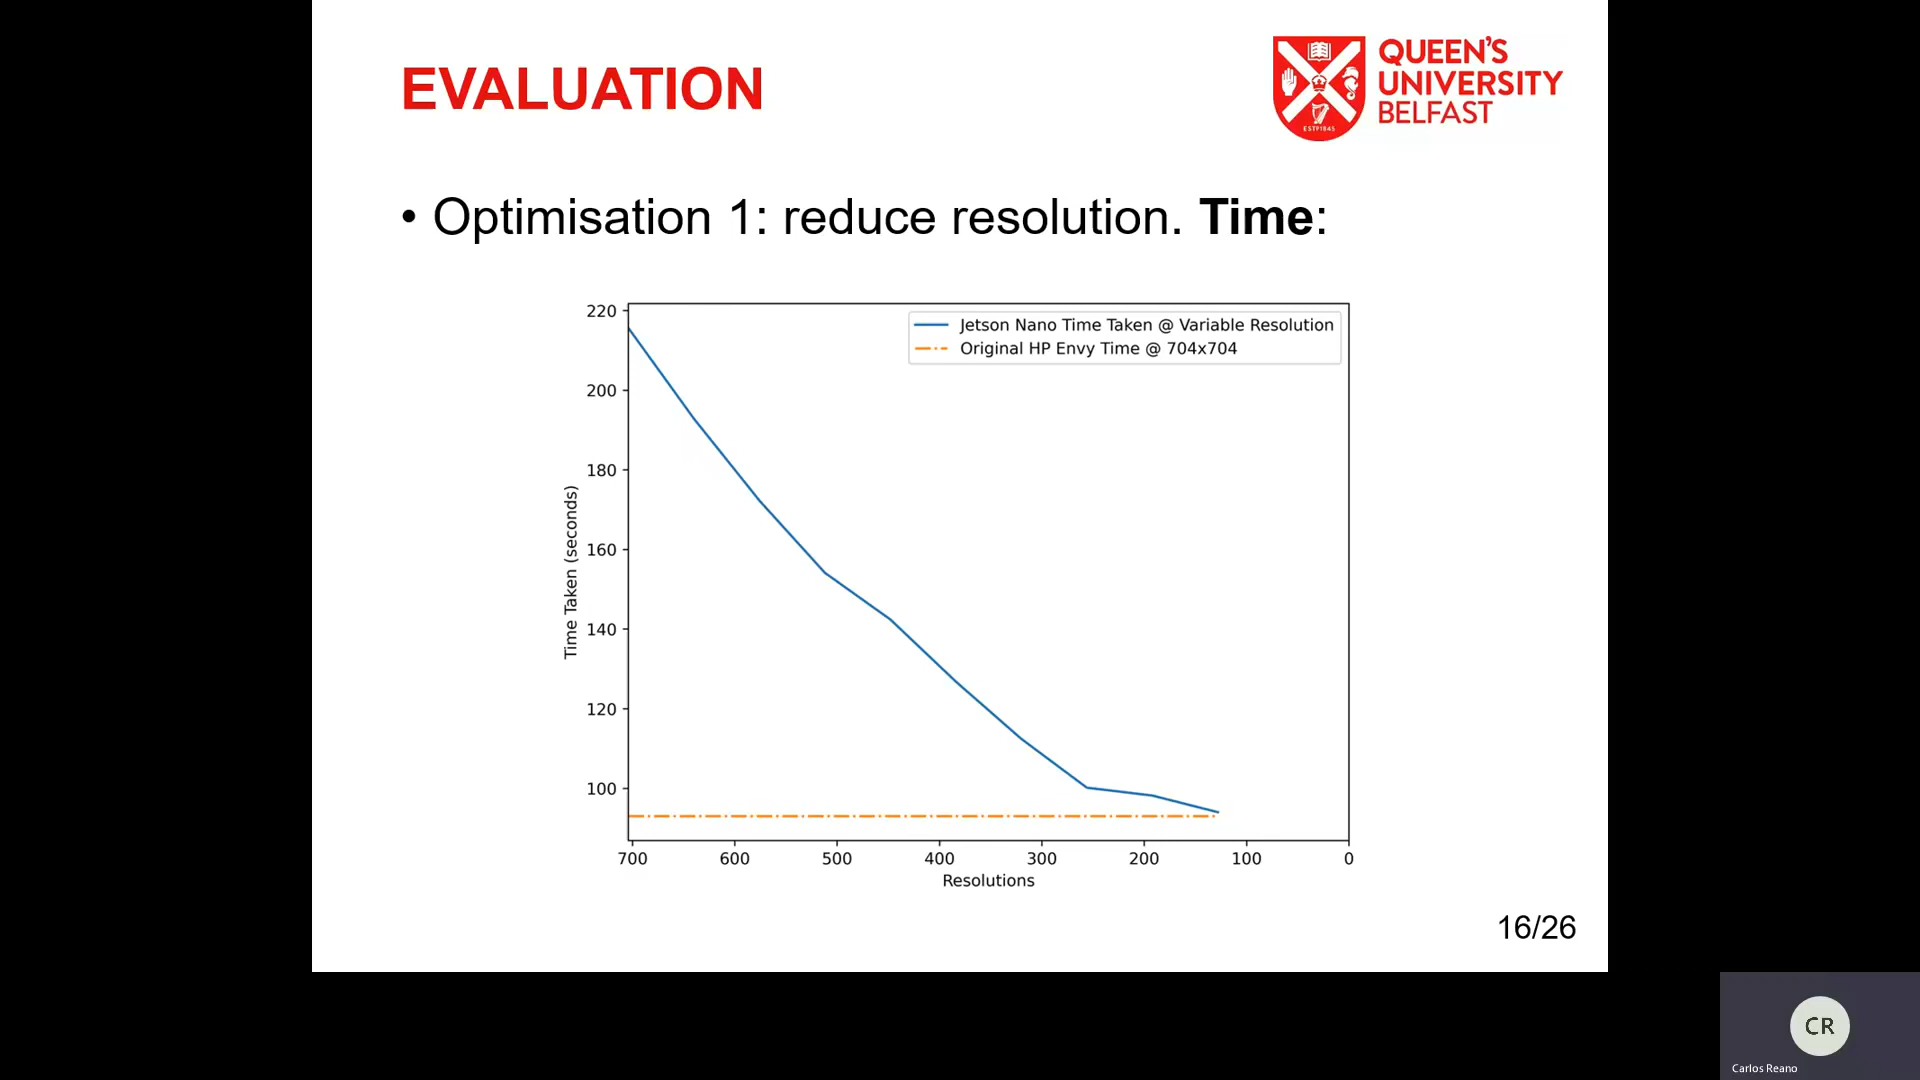 EVALUATION
QUEEN'S
UNIVERSITY
BELFAST
ESTD1845
• Optimisation 1: reduce resolution. Time:
Jetson Nano Time Taken @ Variable Resolution
Original HP Envy Time @ 704x704
220
200
180
160
140
120
100
Time Taken (seconds)
700 600 500 400 300 200 100 0
Resolutions
16/26
CR
Carlos Reano